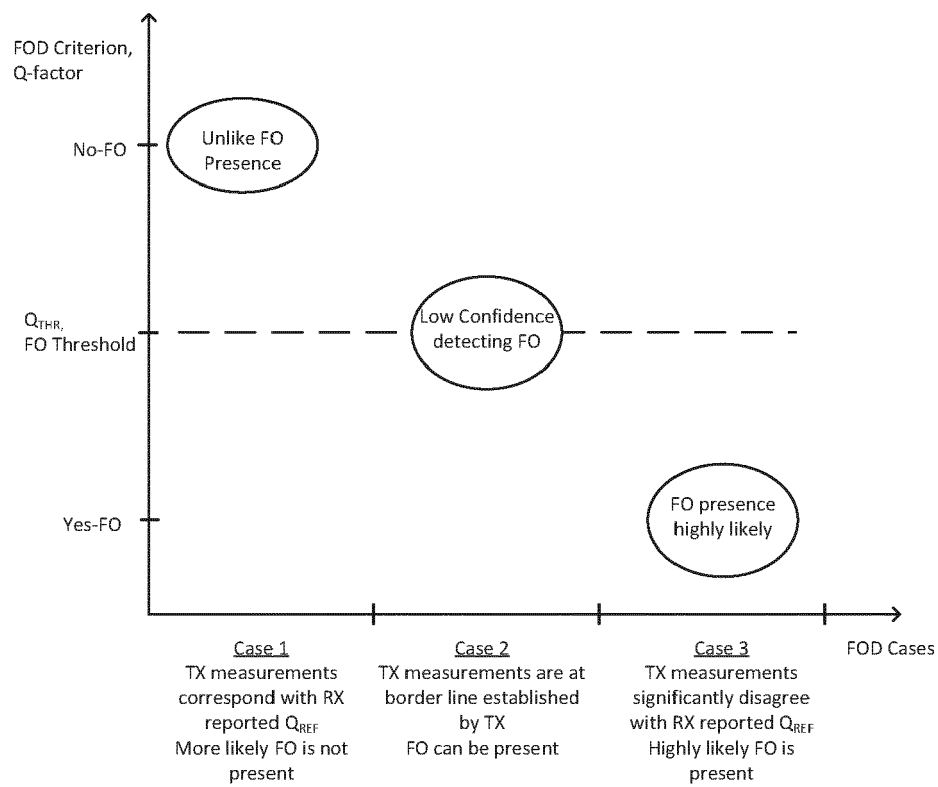 FOD Criterion,
Q-factor
No-FO
Unlike FO
Presence
QTHR,
FO Threshold
Low Confidence
detecting FO
Yes-FO
FO presence
highly likely
FOD Cases
Case 1
TX measurements
correspond with RX
reported QREF
More likely FO is not
present
Case 2
TX measurements are at
border line established
by TX
FO can be present
Case 3
TX measurements
significantly disagree
with RX reported QREF
Highly likely FO is
present